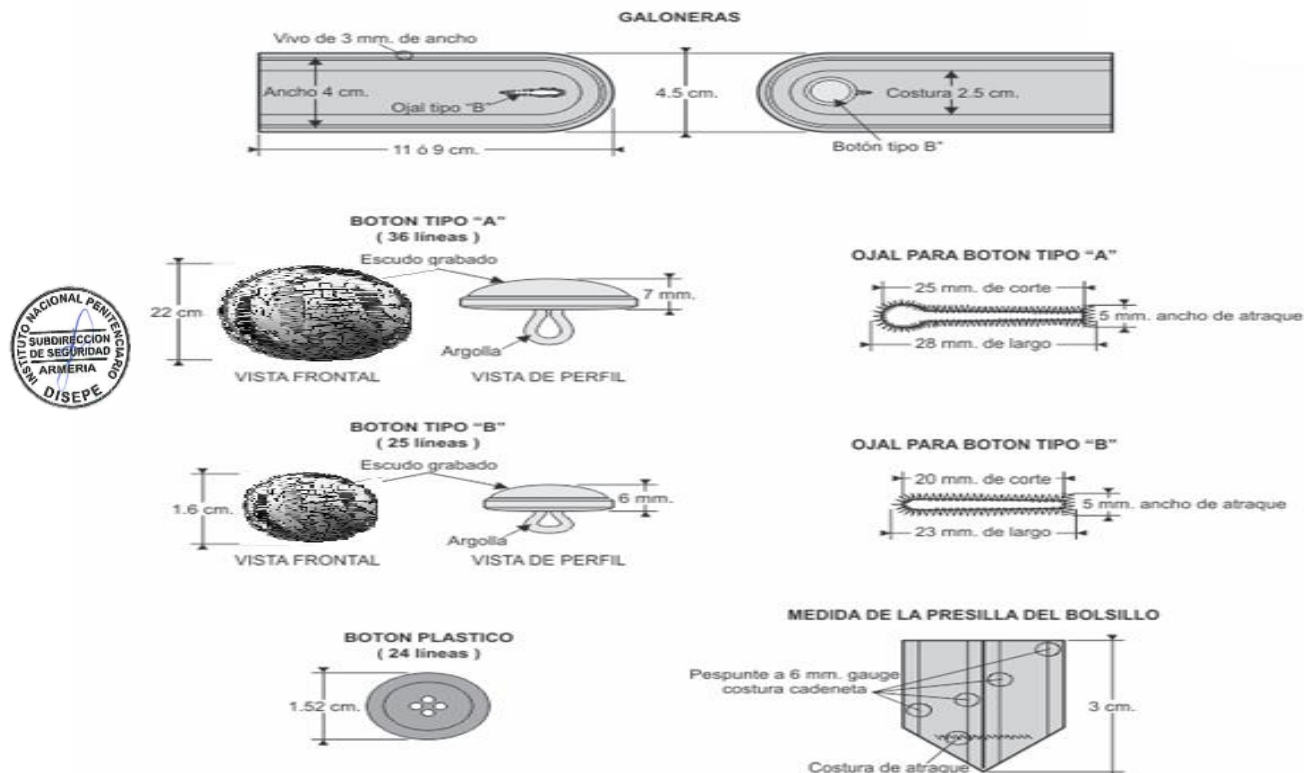 GALONERAS
Vivo de 3 mm. de ancho
Ancho 4 cm.
Ojal tipo “B”
4.5 cm.
Costura 2.5 cm.
11 ó 9 cm.
Botón tipo B”
BOTON TIPO “A”
( 36 líneas )
Escudo grabado
22 cm.
7 mm.
Argolla
VISTA FRONTAL
VISTA DE PERFIL
OJAL PARA BOTON TIPO “A”
25 mm. de corte
5 mm. ancho de atraque
28 mm. de largo
INSTITUTO NACIONAL PENITENCIARIO
SUBDIRECCION
DE SEGURIDAD
ARMERIA
DISEPE
BOTON TIPO “B”
( 25 líneas )
Escudo grabado
1.6 cm.
6 mm.
Argolla
VISTA FRONTAL
VISTA DE PERFIL
OJAL PARA BOTON TIPO “B”
20 mm. de corte
5 mm. ancho de atraque
23 mm. de largo
BOTON PLASTICO
( 24 líneas )
1.52 cm.
MEDIDA DE LA PRESILLA DEL BOLSILLO
Pespunte a 6 mm. gauge
costura cadeneta
3 cm.
Costura de atraque